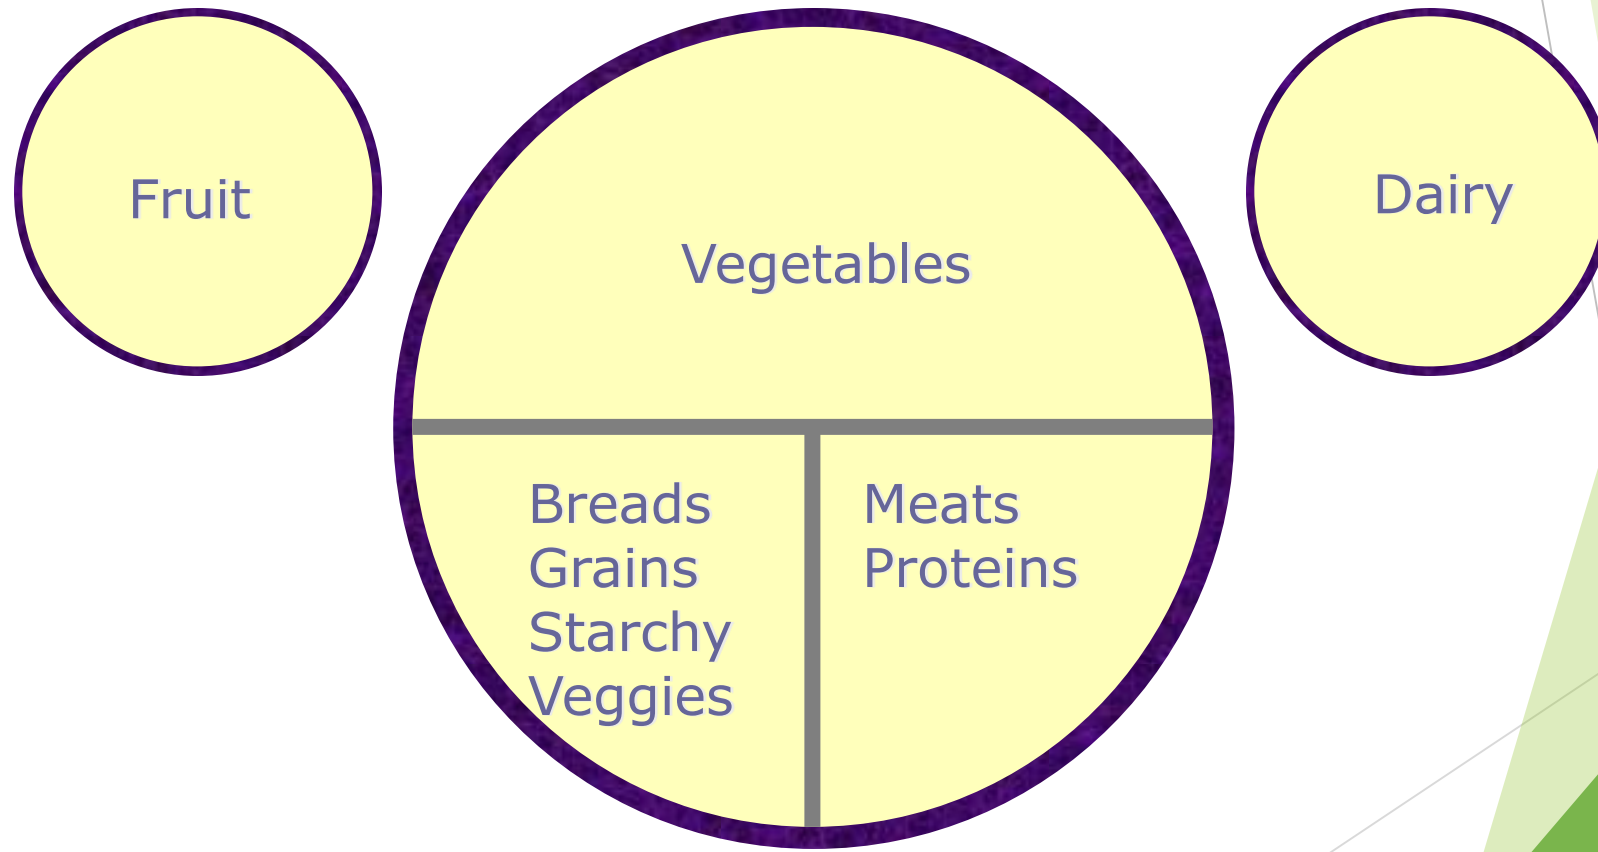 Fruit
Vegetables
Dairy
Breads
Grains
Starchy
Veggies
Meats
Proteins